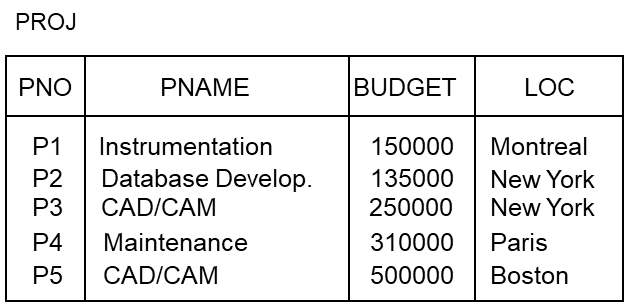 PROJ
PNO PNAME BUDGET LOC
P1 Instrumentation 150000 Montreal
P2 Database Develop. 135000 New York
P3 CAD/CAM 250000 New York
P4 Maintenance 310000 Paris
P5 CAD/CAM 500000 Boston